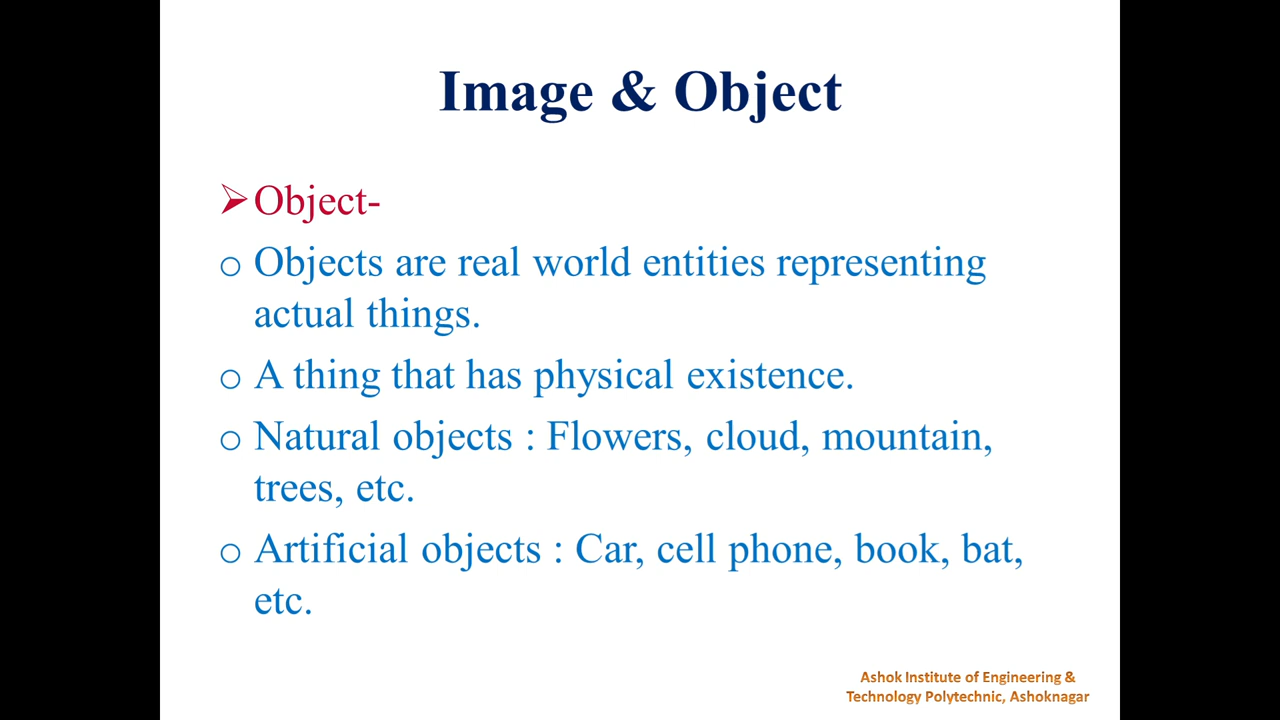 Image & Object
➢Object-
o Objects are real world entities representing
actual things.
o A thing that has physical existence.
o Natural objects : Flowers, cloud, mountain,
trees, etc.
o Artificial objects : Car, cell phone, book, bat,
etc.
Ashok Institute of Engineering &
Technology Polytechnic, Ashoknagar